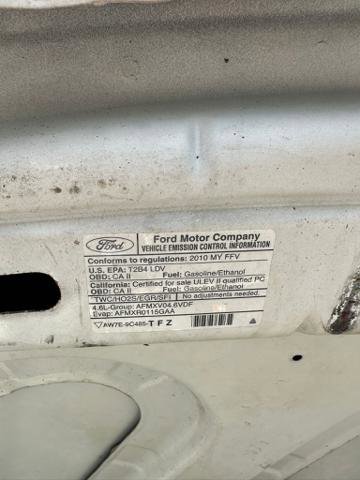 Ford
Ford Motor Company
VEHICLE EMISSION CONTROL INFORMATION
Conforms to regulations: 2010 MY FFV
U.S. EPA: T2B4 LDV
OBD: CA II Fuel: Gasoline/Ethanol
California: Certified for sale ULEV II qualified PC
OBD: CA II Fuel: Gasoline/Ethanol
TWC/HO2S/EGR/SFI No adjustments needed.
4.6L-Group: AFMXV04.6VDF
Evap: AFMXR0115GAA
AW7E-9C485-TFZ